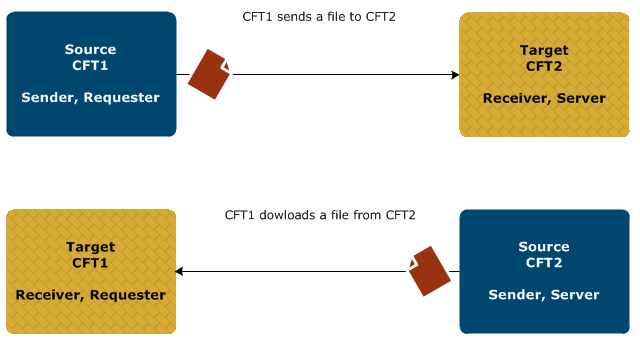 CFT1 sends a file to CFT2
Source
CFT1
Sender, Requester
Target
CFT2
Receiver, Server
CFT1 dowloads a file from CFT2
Target
CFT1
Receiver, Requester
Source
CFT2
Sender, Server